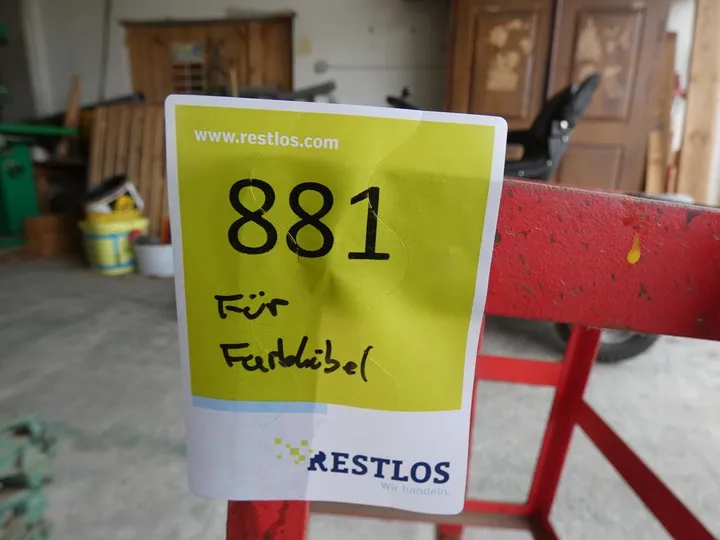 www.restlos.com
881
Für
Farbkübel
RESTLOS
Wir handeln.